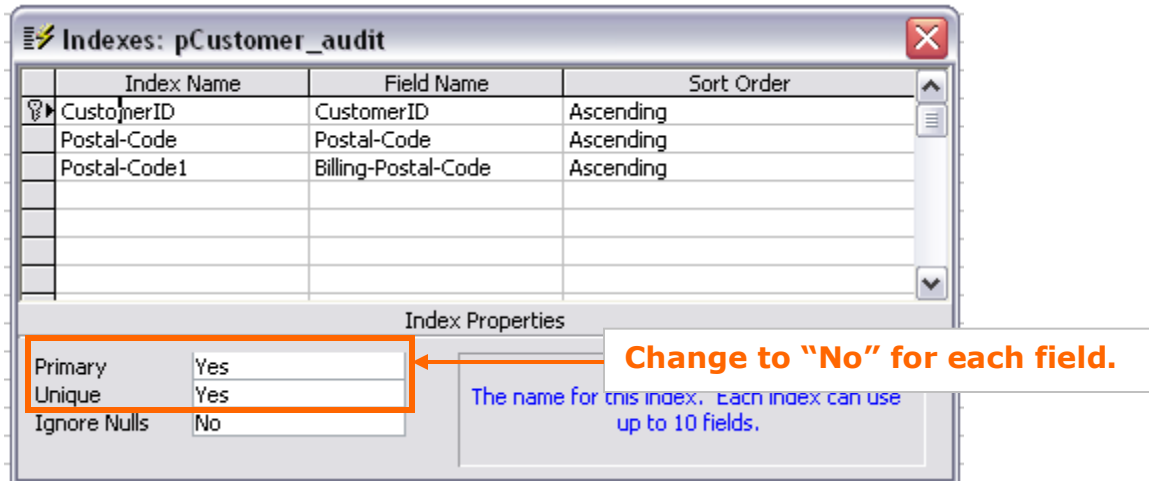 Indexes: pCustomer_audit
Index Name Field Name Sort Order
CustomerID CustomerID Ascending
Postal-Code Postal-Code Ascending
Postal-Code1 Billing-Postal-Code Ascending
Index Properties
Primary Yes
Unique Yes
Ignore Nulls No
Change to “No” for each field.
The name for this index. Each index can use
up to 10 fields.